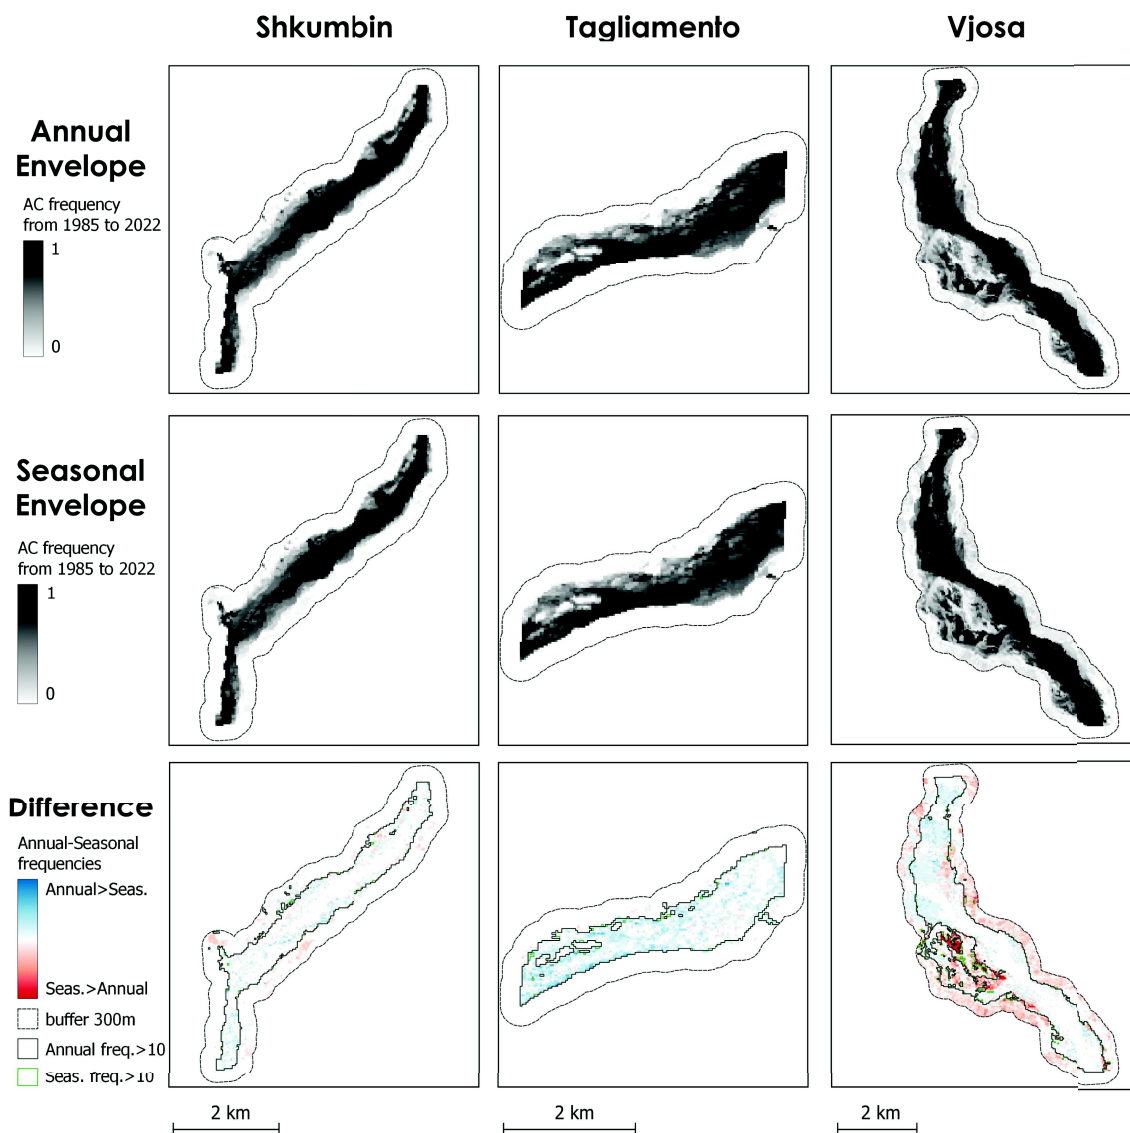 Shkumbin
Tagliamento
Vjosa
Annual
Envelope
AC frequency
from 1985 to 2022
1
0
Seasonal
Envelope
AC frequency
from 1985 to 2022
1
0
Difference
Annual-Seasonal
frequencies
Annual>Seas.
Seas.>Annual
buffer 300m
Annual freq.>10
Seas. freq.>10
2 km
2 km
2 km